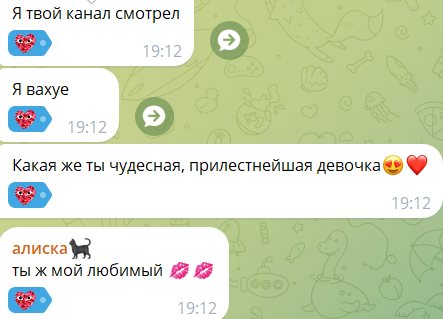 Я твой канал смотрел
19:12
Я вахуе
19:12
Какая же ты чудесная, прилестнейшая девочка😍❤️
19:12
алиска🐈‍⬛
ты ж мой любимый 💋💋
19:12